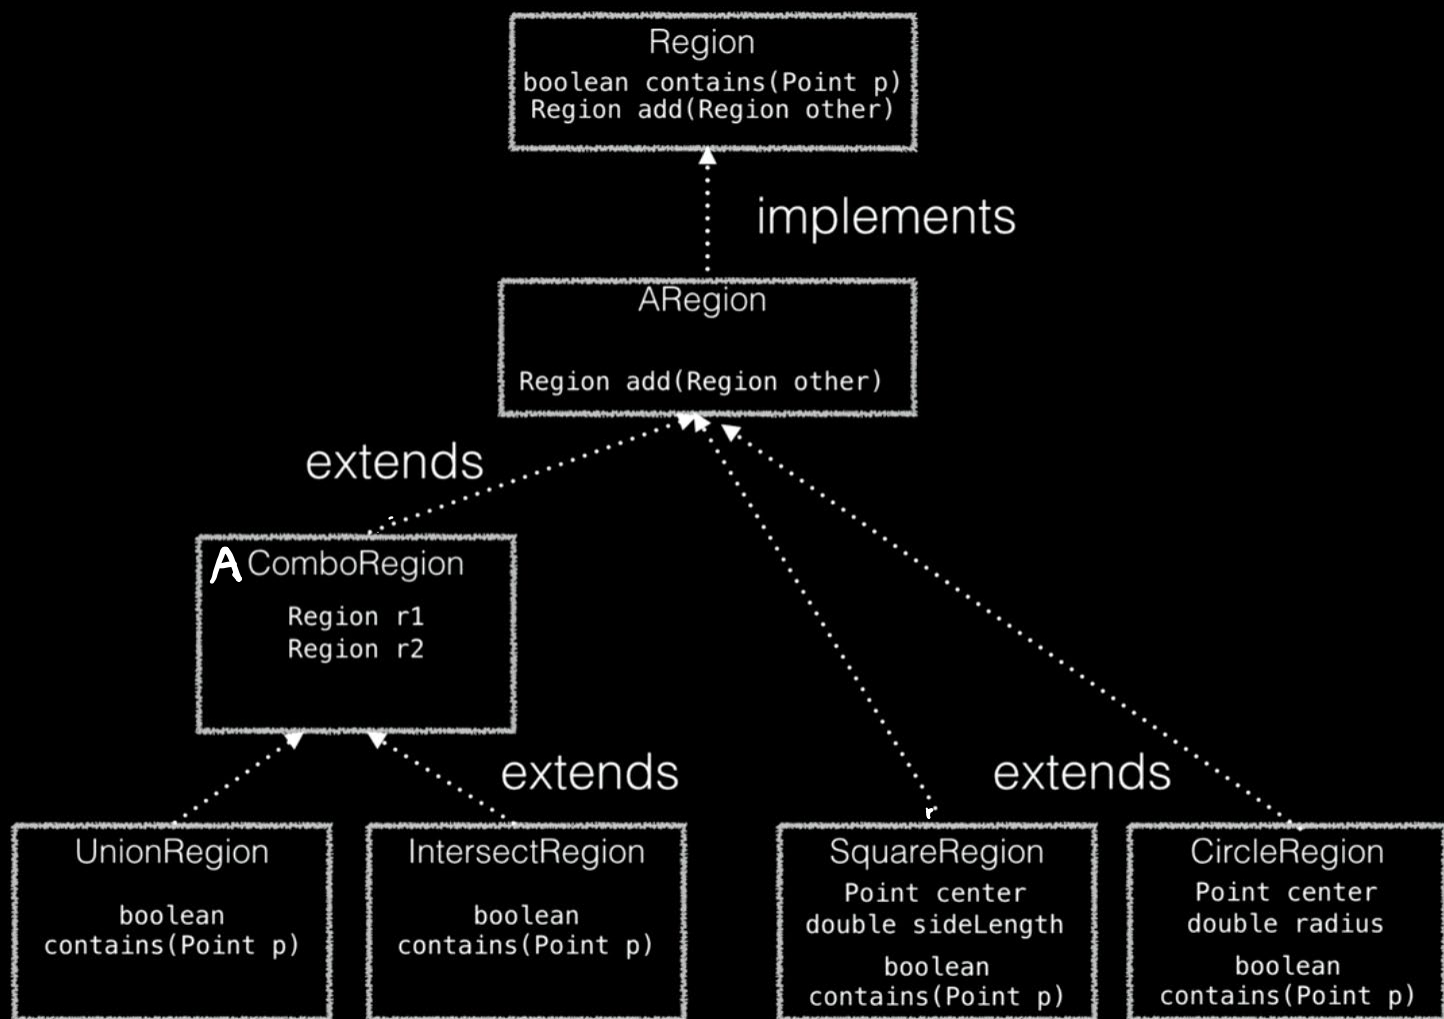 Region
boolean contains(Point p)
Region add(Region other)
implements
ARegion
Region add(Region other)
extends
A ComboRegion
Region r1
Region r2
extends
extends
r
UnionRegion
boolean
contains(Point p)
IntersectRegion
boolean
contains(Point p)
SquareRegion
Point center
double sideLength
boolean
contains(Point p)
CircleRegion
Point center
double radius
boolean
contains(Point p)